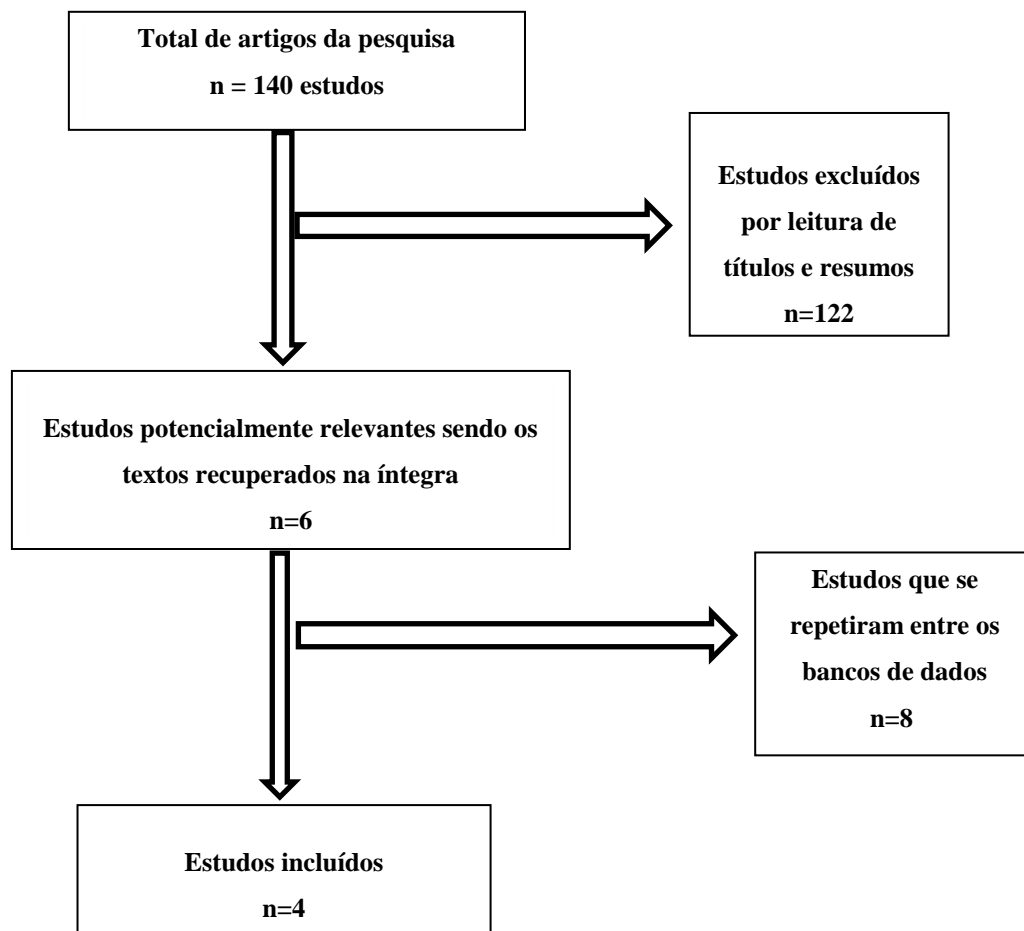 Total de artigos da pesquisa
n = 140 estudos
Estudos excluídos
por leitura de
títulos e resumos
n=122
Estudos potencialmente relevantes sendo os
textos recuperados na íntegra
n=6
Estudos que se
repetiram entre os
bancos de dados
n=8
Estudos incluídos
n=4